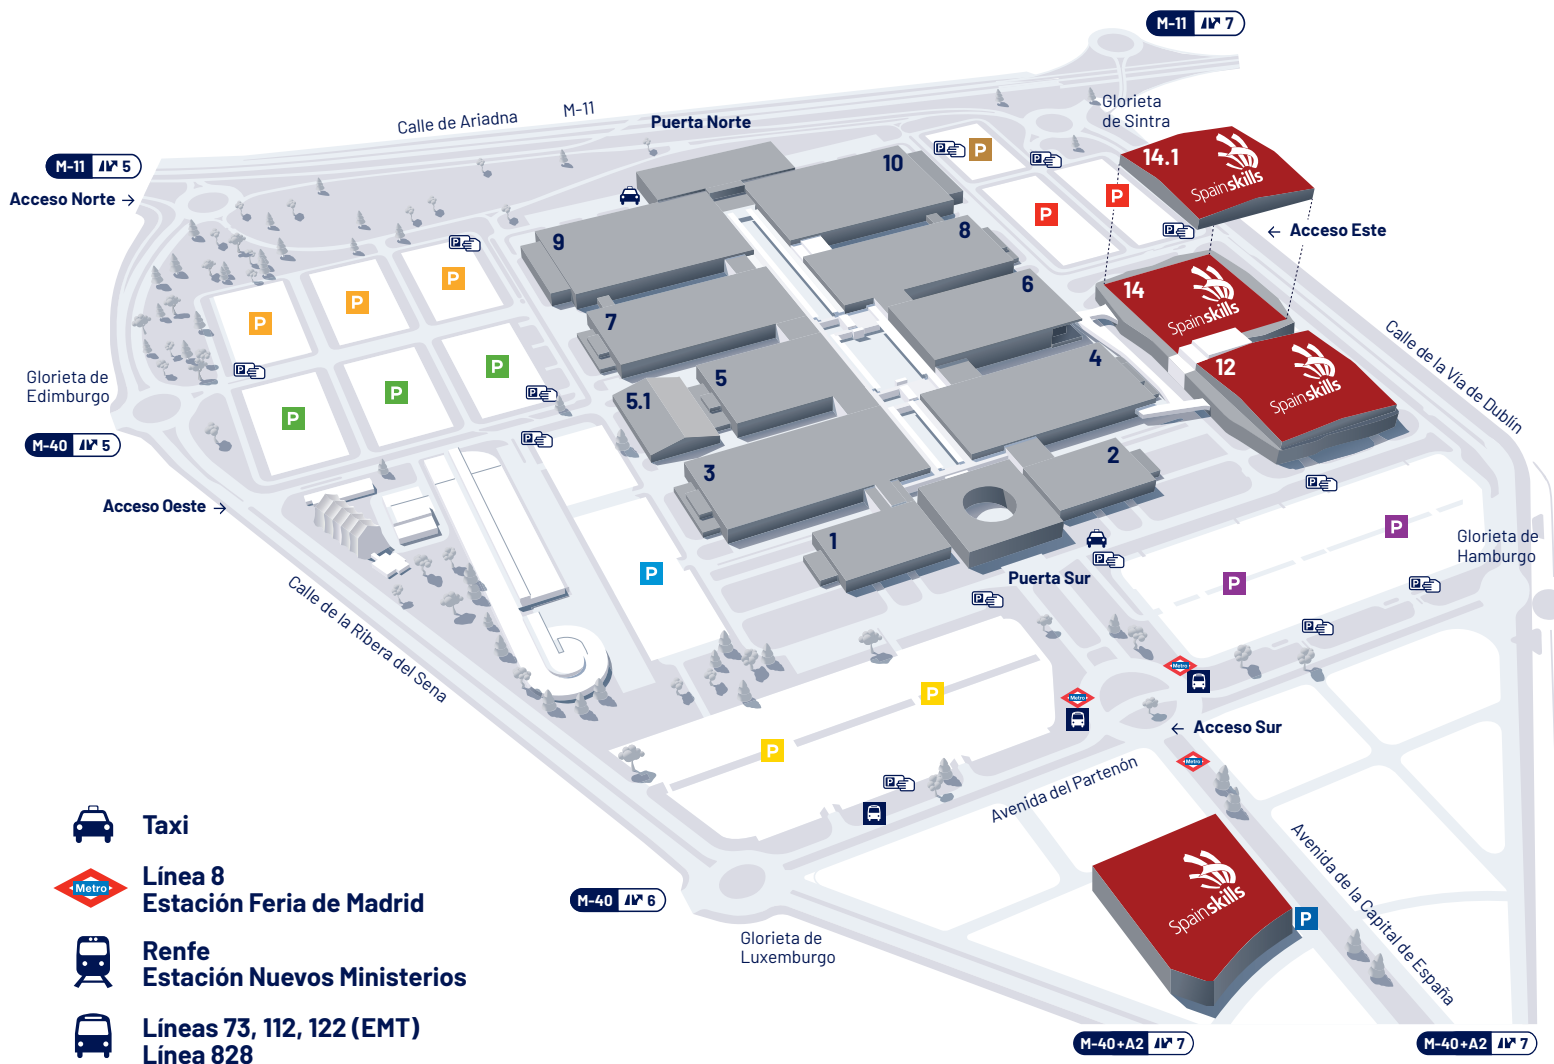 M-11 7
Glorieta
de Sintra
M-11
Calle de Ariadna
Puerta Norte
14.1
Spainskills
10
P
P
M-11 5
Acceso Norte →
P
P
P
← Acceso Este
9
8
P
14
Spainskills
6
P
P
P
7
Calle de la Vía de Dublín
4
12
Spainskills
Glorieta de
Edimburgo
P
5
P
5.1
P
P
P
M-40 5
P
2
3
P
Acceso Oeste →
P
Glorieta de
Hamburgo
1
P
P
Puerta Sur
P
P
P
P
Calle de la Ribera del Sena
P
Metro
P
Metro
← Acceso Sur
P
Metro
P
Avenida del Partenón
Avenida de la Capital de España
Spainskills
P
M-40 6
Glorieta de
Luxemburgo
Taxi
Metro
Línea 8
Estación Feria de Madrid
Renfe
Estación Nuevos Ministerios
Líneas 73, 112, 122 (EMT)
Línea 828
M-40+A2 7
M-40+A2 7